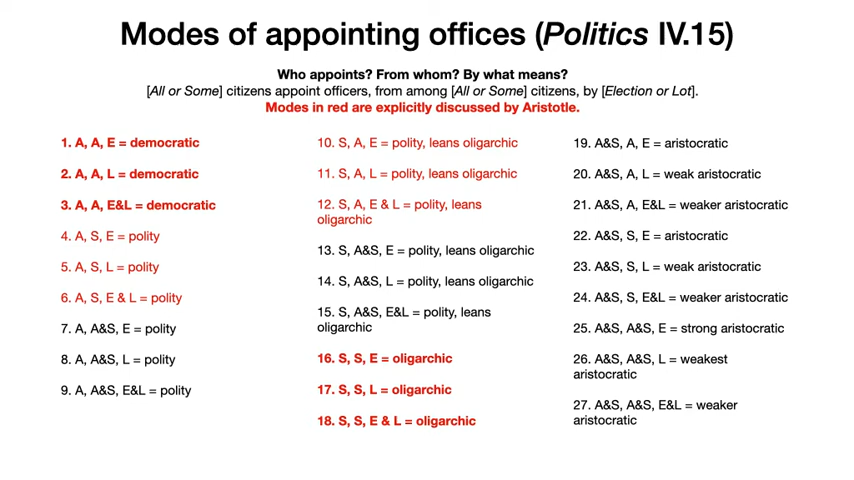 Modes of appointing offices (Politics IV.15)
Who appoints? From whom? By what means?
[All or Some] citizens appoint officers, from among [All or Some] citizens, by [Election or Lot].
Modes in red are explicitly discussed by Aristotle.
1. A, A, E = democratic
2. A, A, L = democratic
3. A, A, E&L = democratic
4. A, S, E = polity
5. A, S, L = polity
6. A, S, E & L = polity
7. A, A&S, E = polity
8. A, A&S, L = polity
9. A, A&S, E&L = polity
10. S, A, E = polity, leans oligarchic
11. S, A, L = polity, leans oligarchic
12. S, A, E & L = polity, leans
oligarchic
13. S, A&S, E = polity, leans oligarchic
14. S, A&S, L = polity, leans oligarchic
15. S, A&S, E&L = polity, leans
oligarchic
16. S, S, E = oligarchic
17. S, S, L = oligarchic
18. S, S, E & L = oligarchic
19. A&S, A, E = aristocratic
20. A&S, A, L = weak aristocratic
21. A&S, A, E&L = weaker aristocratic
22. A&S, S, E = aristocratic
23. A&S, S, L = weak aristocratic
24. A&S, S, E&L = weaker aristocratic
25. A&S, A&S, E = strong aristocratic
26. A&S, A&S, L = weakest
aristocratic
27. A&S, A&S, E&L = weaker
aristocratic